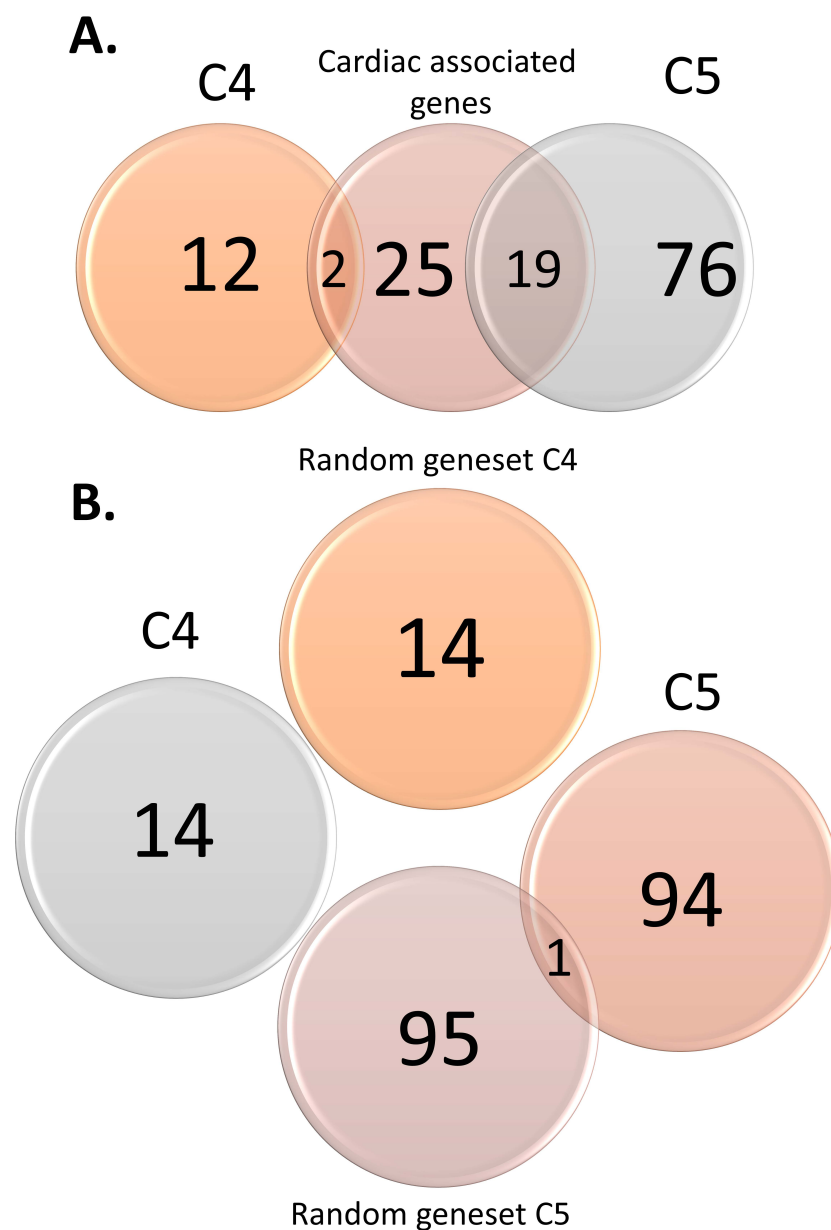 A.
C4
Cardiac associated
genes
C5
12
2
25
19
76
Random geneset C4
B.
14
C4
C5
14
94
1
95
Random geneset C5